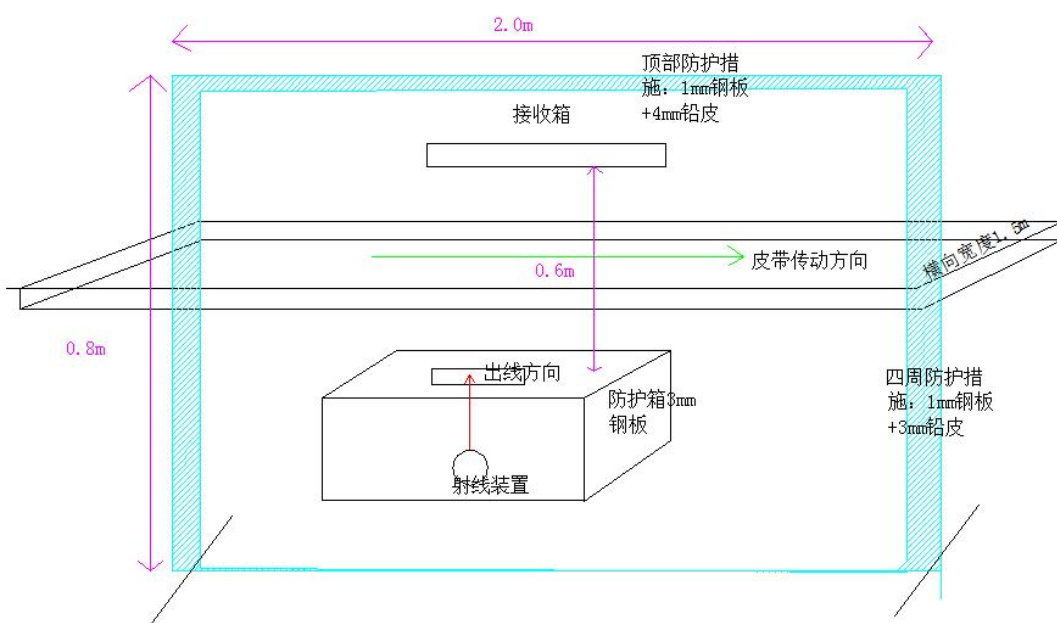 2.0m
顶部防护措
施：1mm钢板
+4mm铅皮
接收箱
横向宽度1.5m
皮带传动方向
0.6m
0.8m
出线方向
四周防护措
施：1mm钢板
+3mm铅皮
防护箱3mm
钢板
射线装置